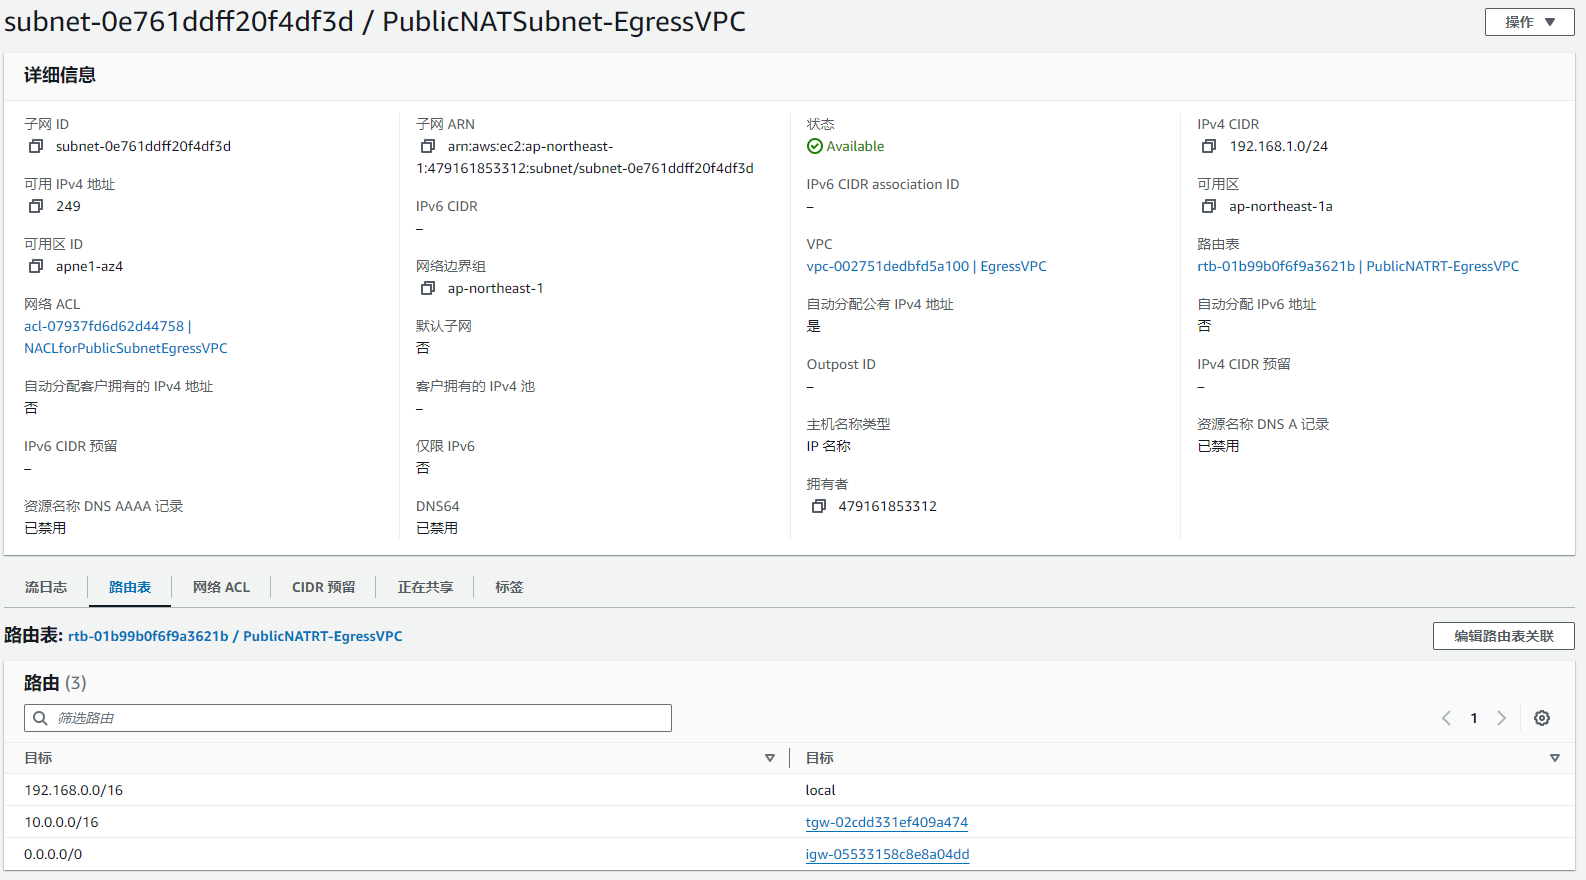 subnet-0e761ddff20f4df3d / PublicNATSubnet-EgressVPC
操作
详细信息
子网 ID
subnet-0e761ddff20f4df3d
可用 IPv4 地址
249
可用区 ID
apne1-az4
网络 ACL
acl-07937fd6d62d44758 |
NACLforPublicSubnetEgressVPC
自动分配客户拥有的 IPv4 地址
否
IPv6 CIDR 预留
–
资源名称 DNS AAAA 记录
已禁用
子网 ARN
arn:aws:ec2:ap-northeast-
1:479161853312:subnet/subnet-0e761ddff20f4df3d
IPv6 CIDR
–
网络边界组
ap-northeast-1
默认子网
否
客户拥有的 IPv4 池
–
仅限 IPv6
否
DNS64
已禁用
状态
Available
IPv6 CIDR association ID
–
VPC
vpc-002751dedbfd5a100 | EgressVPC
自动分配公有 IPv4 地址
是
Outpost ID
–
主机名称类型
IP 名称
拥有者
479161853312
IPv4 CIDR
192.168.1.0/24
可用区
ap-northeast-1a
路由表
rtb-01b99b0f6f9a3621b | PublicNATRT-EgressVPC
自动分配 IPv6 地址
否
IPv4 CIDR 预留
–
资源名称 DNS A 记录
已禁用
流日志
路由表
网络 ACL
CIDR 预留
正在共享
标签
路由表: rtb-01b99b0f6f9a3621b / PublicNATRT-EgressVPC
编辑路由表关联
路由 (3)
筛选路由
1
目标 目标
192.168.0.0/16 local
10.0.0.0/16 tgw-02cdd331ef409a474
0.0.0.0/0 igw-05533158c8e8a04dd